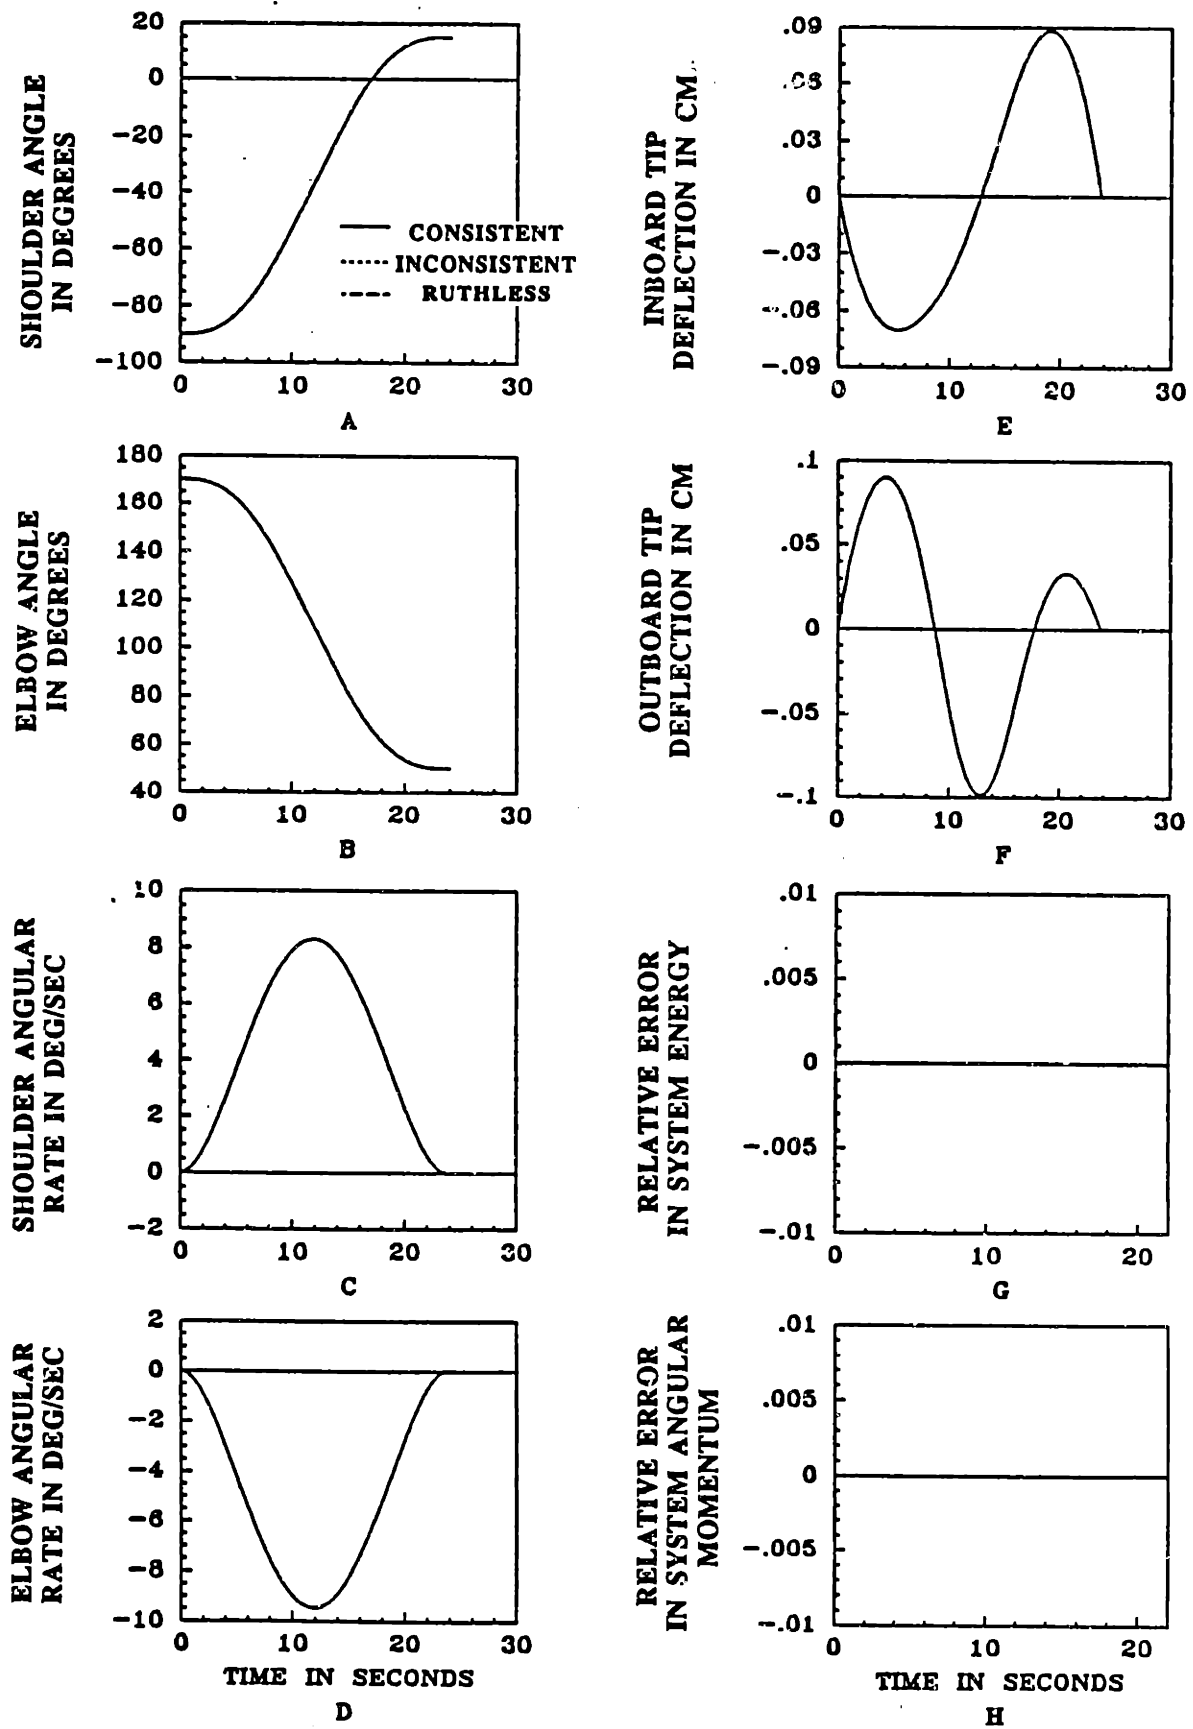 SHOULDER ANGLE
IN DEGREES
20
0
-20
-40
-60
-80
-100
CONSISTENT
INCONSISTENT
RUTHLESS
0 10 20 30
A
ELBOW ANGLE
IN DEGREES
180
160
140
120
100
80
60
40
0 10 20 30
B
SHOULDER ANGULAR
RATE IN DEG/SEC
10
8
6
4
2
0
-2
0 10 20 30
C
ELBOW ANGULAR
RATE IN DEG/SEC
2
0
-2
-4
-6
-8
-10
0 10 20 30
TIME IN SECONDS
D
INBOARD TIP
DEFLECTION IN CM
.09
.06
.03
0
-.03
-.06
-.09
0 10 20 30
E
OUTBOARD TIP
DEFLECTION IN CM
.1
.05
0
-.05
-.1
0 10 20 30
F
RELATIVE ERROR
IN SYSTEM ENERGY
.01
.005
0
-.005
-.01
0 10 20
G
RELATIVE ERROR
IN SYSTEM ANGULAR
MOMENTUM
.01
.005
0
-.005
-.01
0 10 20
TIME IN SECONDS
H